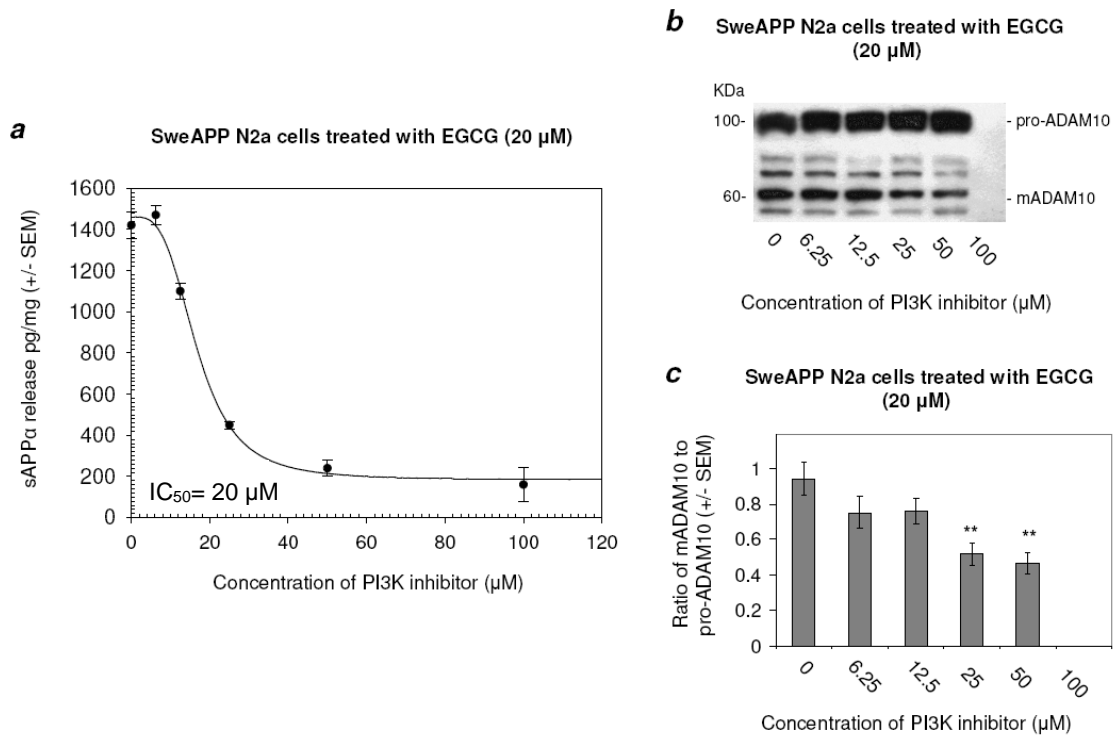 a
SweAPP N2a cells treated with EGCG (20 µM)
sAPPα release pg/mg (+/- SEM)
1600
1400
1200
1000
800
600
400
200
0
IC50= 20 µM
0 20 40 60 80 100 120
Concentration of PI3K inhibitor (µM)
b
SweAPP N2a cells treated with EGCG
(20 µM)
KDa
100-
60-
- pro-ADAM10
- mADAM10
0 6.25 12.5 25 50 100
Concentration of PI3K inhibitor (µM)
c
SweAPP N2a cells treated with EGCG
(20 µM)
Ratio of mADAM10 to
pro-ADAM10 (+/- SEM)
1
0.8
0.6
0.4
0.2
0
** **
0 6.25 12.5 25 50 100
Concentration of PI3K inhibitor (µM)